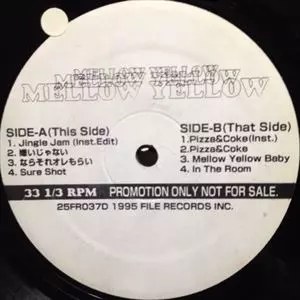 MELLOW YELLOW
MELLOW YELLOW
MELLOW YELLOW
SIDE-A(This Side)
1. Jingle Jam (Inst.Edit)
2. 嫌いじゃない
3. ならそれオレもらい
4. Sure Shot
SIDE-B(That Side)
1.Pizza&Coke(Inst.)
2.Pizza&Coke
3. Mellow Yellow Baby
4. In The Room
33 1/3 RPM PROMOTION ONLY NOT FOR SALE.
25FR037D 1995 FILE RECORDS INC.